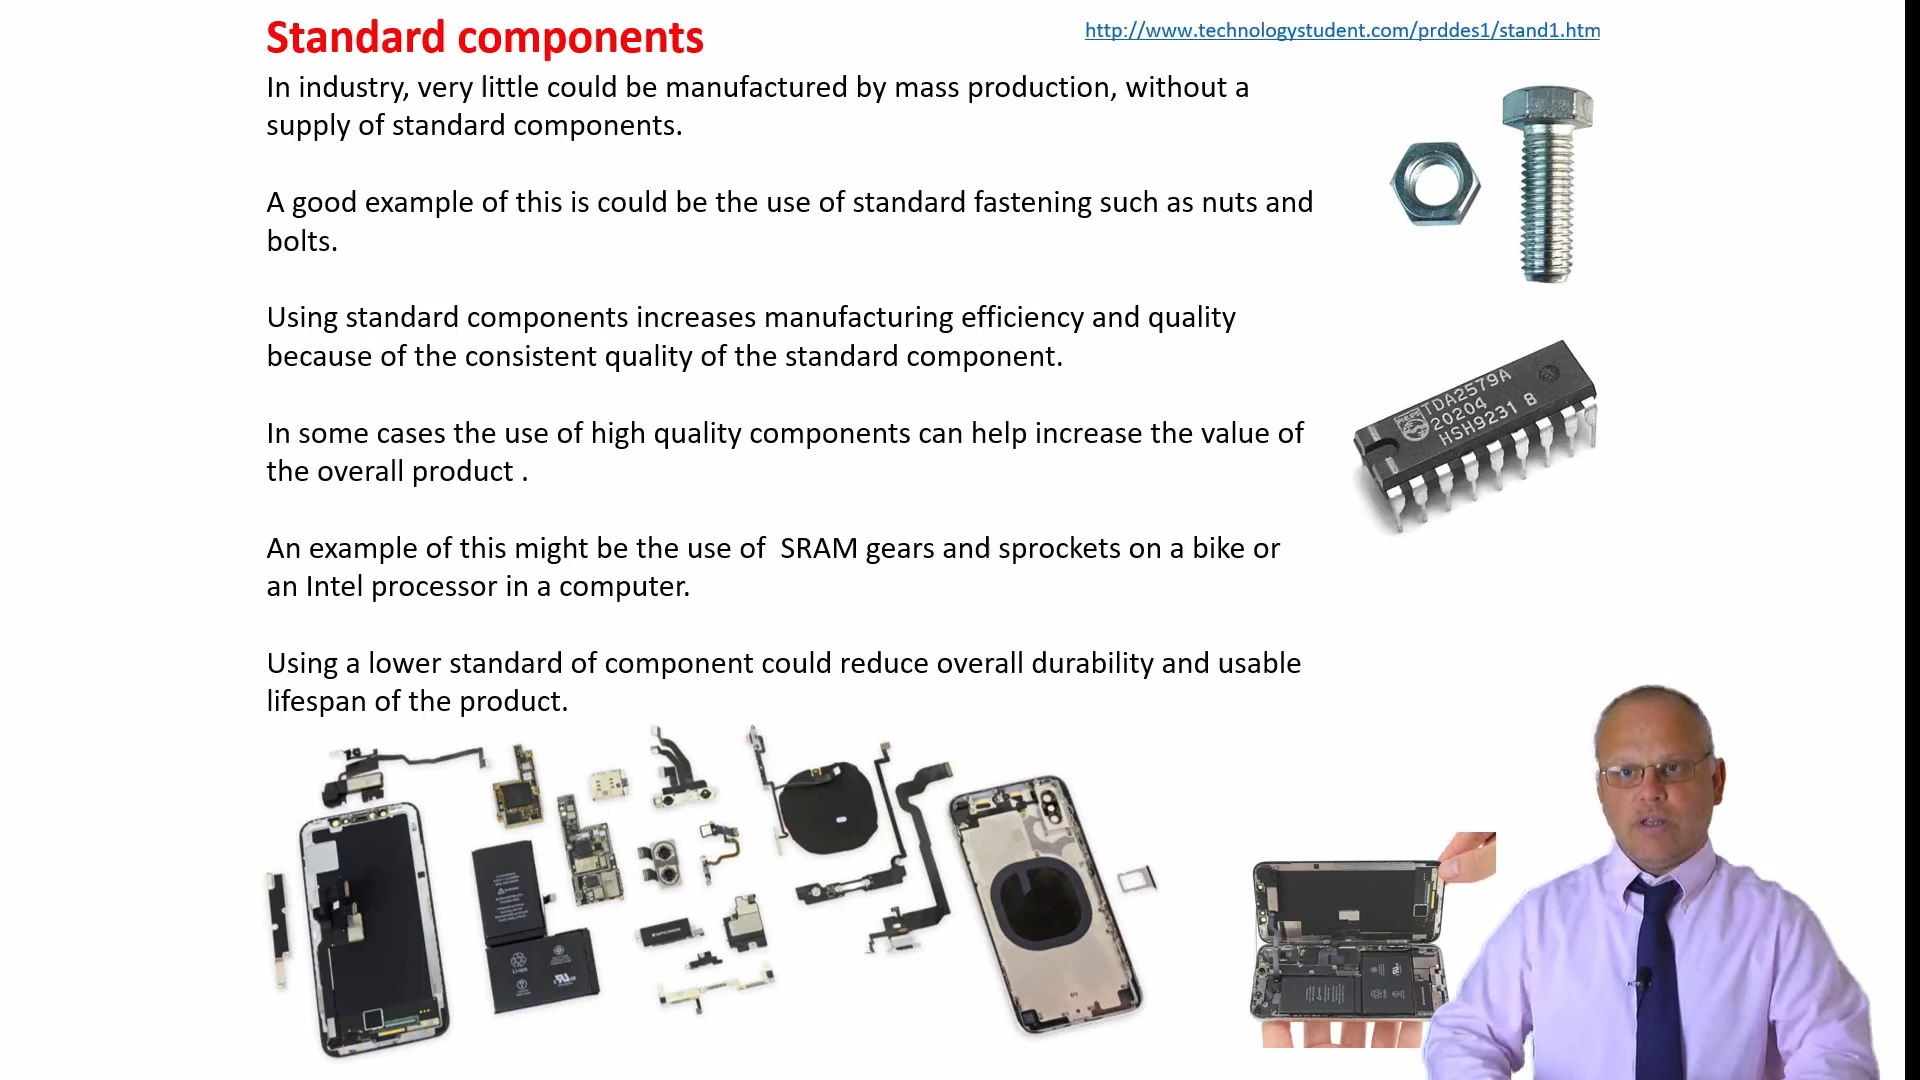 Standard components
http://www.technologystudent.com/prddes1/stand1.htm
In industry, very little could be manufactured by mass production, without a
supply of standard components.
A good example of this is could be the use of standard fastening such as nuts and
bolts.
Using standard components increases manufacturing efficiency and quality
because of the consistent quality of the standard component.
TDA2579A
20204
HSH9231 B
In some cases the use of high quality components can help increase the value of
the overall product .
An example of this might be the use of  SRAM gears and sprockets on a bike or
an Intel processor in a computer.
Using a lower standard of component could reduce overall durability and usable
lifespan of the product.